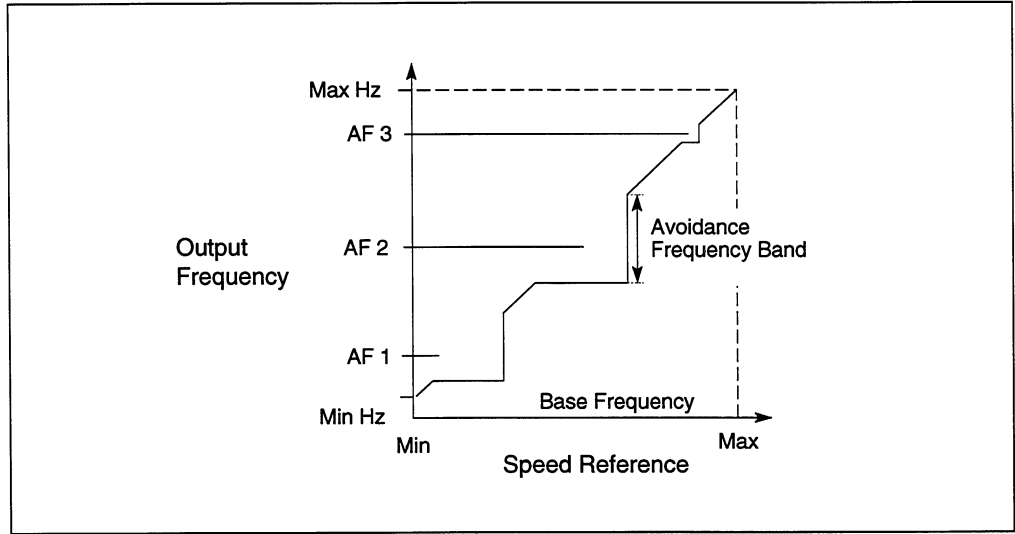 Max Hz
AF 3
Output
Frequency
AF 2
Avoidance
Frequency Band
AF 1
Min Hz
Base Frequency
Min
Max
Speed Reference